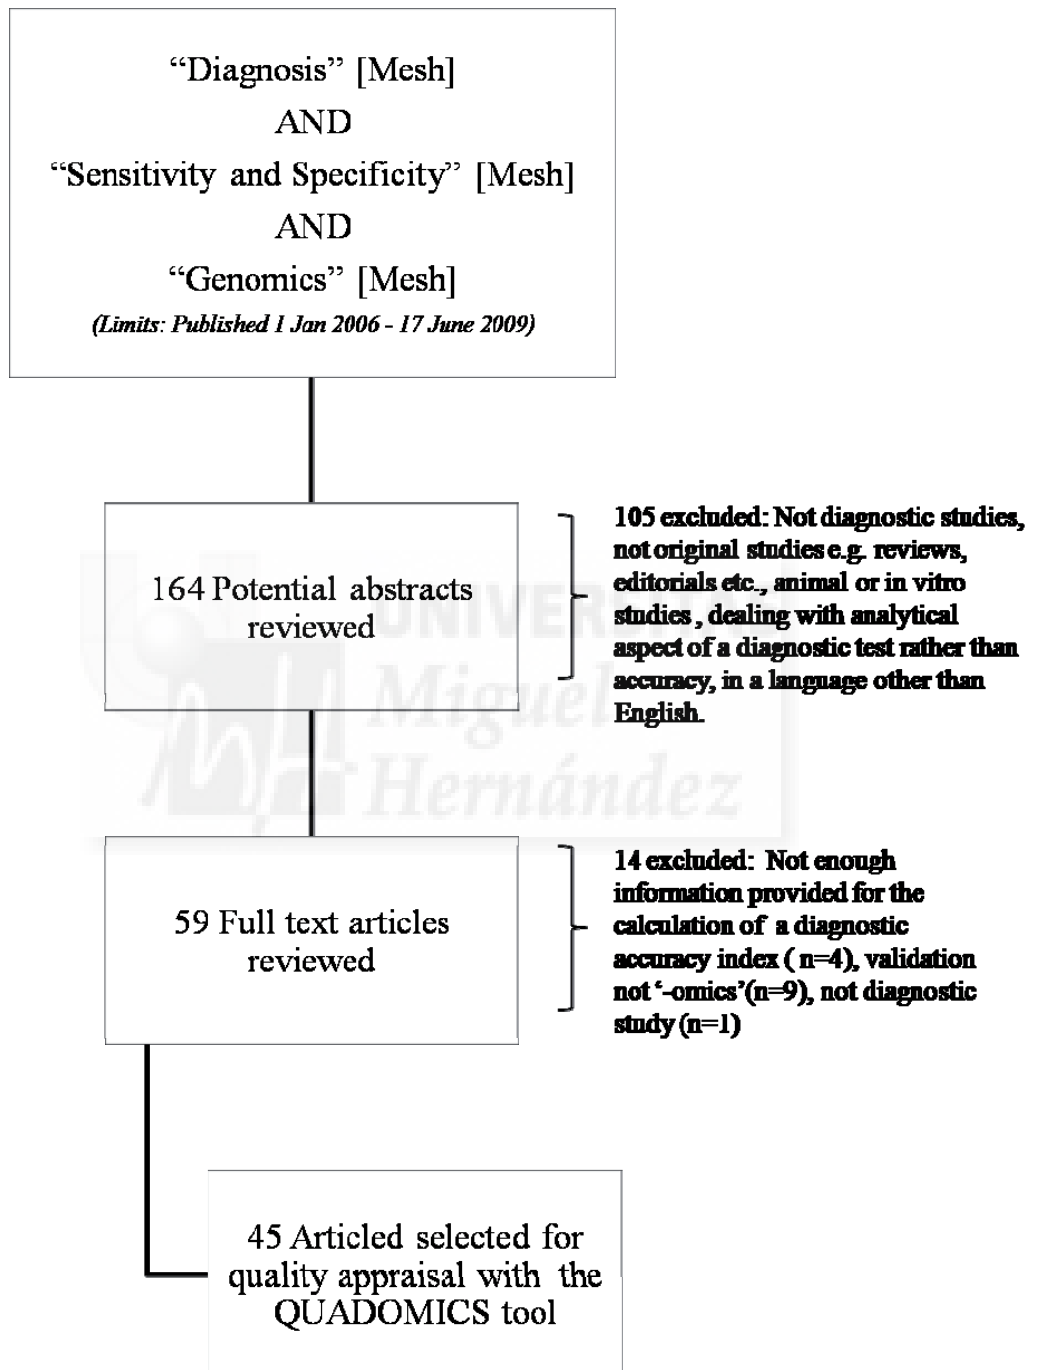 “Diagnosis” [Mesh]
AND
“Sensitivity and Specificity” [Mesh]
AND
“Genomics” [Mesh]
(Limits: Published 1 Jan 2006 - 17 June 2009)
164 Potential abstracts
reviewed
105 excluded: Not diagnostic studies,
not original studies e.g. reviews,
editorials etc., animal or in vitro
studies , dealing with analytical
aspect of a diagnostic test rather than
accuracy, in a language other than
English.
UNIVERSITAS
Miguel
Hernández
59 Full text articles
reviewed
14 excluded: Not enough
information provided for the
calculation of a diagnostic
accuracy index ( n=4), validation
not ‘-omics’(n=9), not diagnostic
study (n=1)
45 Articled selected for
quality appraisal with the
QUADOMICS tool